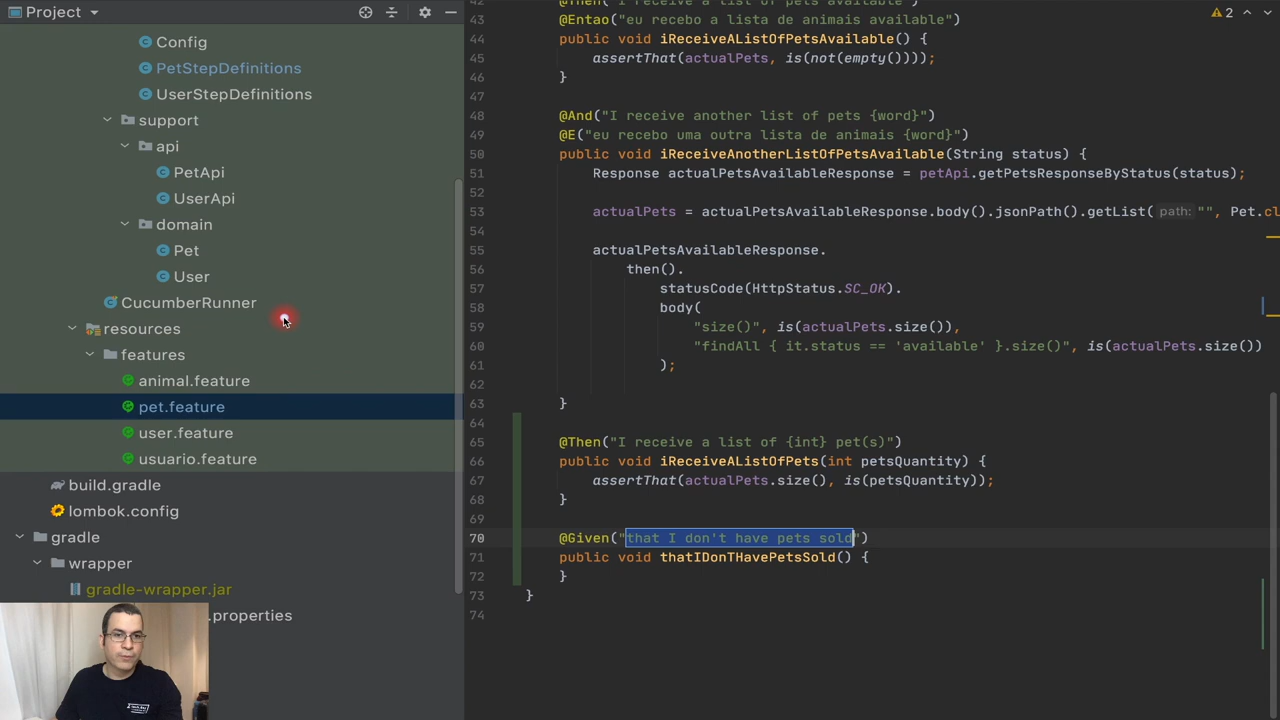 Project
Config
PetStepDefinitions
UserStepDefinitions
support
api
PetApi
UserApi
domain
Pet
User
CucumberRunner
resources
features
animal.feature
pet.feature
user.feature
usuario.feature
build.gradle
lombok.config
gradle
wrapper
gradle-wrapper.jar
.properties
2
42 @Then("I receive a list of pets available")
43 @Entao("eu recebo a lista de animais available")
44 public void iReceiveAListOfPetsAvailable() {
45 assertThat(actualPets, is(not(empty())));
46 }
47
48 @And("I receive another list of pets {word}")
49 @E("eu recebo uma outra lista de animais {word}")
50 public void iReceiveAnotherListOfPetsAvailable(String status) {
51 Response actualPetsAvailableResponse = petApi.getPetsResponseByStatus(status);
52
53 actualPets = actualPetsAvailableResponse.body().jsonPath().getList( path: "", Pet.cl
54
55 actualPetsAvailableResponse.
56 then().
57 statusCode(HttpStatus.SC_OK).
58 body(
59 "size()", is(actualPets.size()),
60 "findAll { it.status == 'available' }.size()", is(actualPets.size())
61 );
62
63 }
64
65 @Then("I receive a list of {int} pet(s)")
66 public void iReceiveAListOfPets(int petsQuantity) {
67 assertThat(actualPets.size(), is(petsQuantity));
68 }
69
70 @Given("that I don't have pets sold")
71 public void thatIDonTHavePetsSold() {
72 }
73 }
74